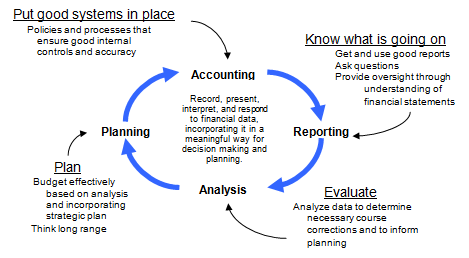 Put good systems in place
Policies and processes that
ensure good internal
controls and accuracy
Know what is going on
Get and use good reports
Ask questions
Provide oversight through
understanding of
financial statements
Accounting
Record, present,
interpret, and respond
to financial data,
incorporating it in a
meaningful way for
decision making and
planning.
Planning
Reporting
Analysis
Plan
Budget effectively
based on analysis
and incorporating
strategic plan
Think long range
Evaluate
Analyze data to determine
necessary course
corrections and to inform
planning